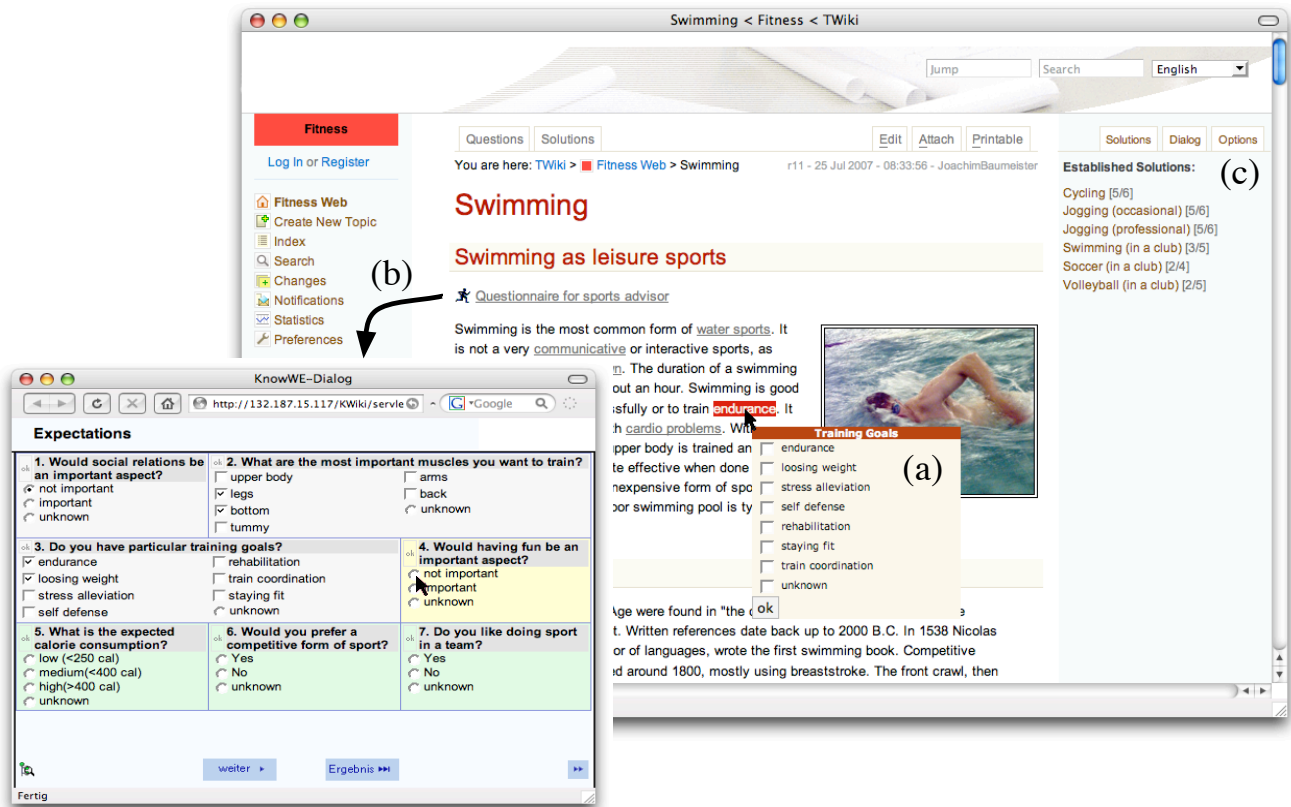 Swimming < Fitness < TWiki
Jump
Search
English
Fitness
Log In or Register
Fitness Web
Create New Topic
Index
Search
Changes
Notifications
Statistics
Preferences
(b)
Questions Solutions
Edit Attach Printable
You are here: TWiki > Fitness Web > Swimming
r11 - 25 Jul 2007 - 08:33:56 - JoachimBaumeister
Swimming
Swimming as leisure sports
Questionnaire for sports advisor
Swimming is the most common form of water sports. It
is not a very communicative or interactive sports, as
. The duration of a swimming
out an hour. Swimming is good
ssfully or to train endurance. It
h cardio problems. Wit
upper body is trained an
te effective when done
nexpensive form of spo
or swimming pool is ty
Training Goals
endurance
loosing weight
stress alleviation
self defense
rehabilitation
staying fit
train coordination
unknown
ok
(a)
Age were found in "the c
e
t. Written references date back up to 2000 B.C. In 1538 Nicolas
or of languages, wrote the first swimming book. Competitive
ed around 1800, mostly using breaststroke. The front crawl, then
Solutions Dialog Options
Established Solutions:
(c)
Cycling [5/6]
Jogging (occasional) [5/6]
Jogging (professional) [5/6]
Swimming (in a club) [3/5]
Soccer (in a club) [2/4]
Volleyball (in a club) [2/5]
KnowWE-Dialog
http://132.187.15.117/KWiki/servle
Google
Expectations
ok 1. Would social relations be
an important aspect?
not important
important
unknown
ok 2. What are the most important muscles you want to train?
upper body
legs
bottom
tummy
arms
back
unknown
ok 3. Do you have particular training goals?
endurance
loosing weight
stress alleviation
self defense
rehabilitation
train coordination
staying fit
unknown
ok 4. Would having fun be an
important aspect?
not important
important
unknown
ok 5. What is the expected
calorie consumption?
low (<250 cal)
medium(<400 cal)
high(>400 cal)
unknown
ok 6. Would you prefer a
competitive form of sport?
Yes
No
unknown
ok 7. Do you like doing sport
in a team?
Yes
No
unknown
weiter
Ergebnis
Fertig